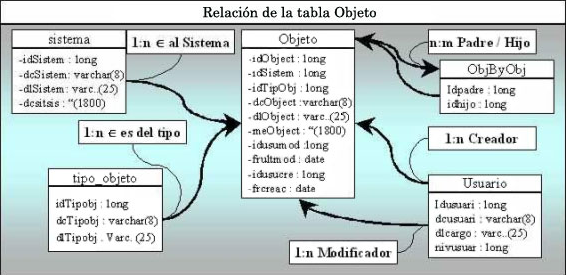 Relación de la tabla Objeto
sistema
-idSistem : long
-dcSistem: varchar(8)
-dlSistem: varc..(25)
-dcsitsis : “(1800)
1:n ∈ al Sistema
1:n ∈ es del tipo
tipo_objeto
idTipobj : long
dcTipobj : varchar(8)
dlTipobj . Varc. (25)
Objeto
-idObject : long
-idSistem : long
-idTipObj : long
-dcObject:varchar(8)
-dlObject: varc..(25)
-meObject : “(1800)
-idusumod : long
-frultmod : date
-idusucre : long
-frcreac : date
n:m Padre / Hijo
ObjByObj
Idpadre : long
idhijo : long
1:n Creador
Usuario
Idusuari : long
dcusuari : varchar(8)
dlcargo : varc..(25)
nivusuar : long
1:n Modificador